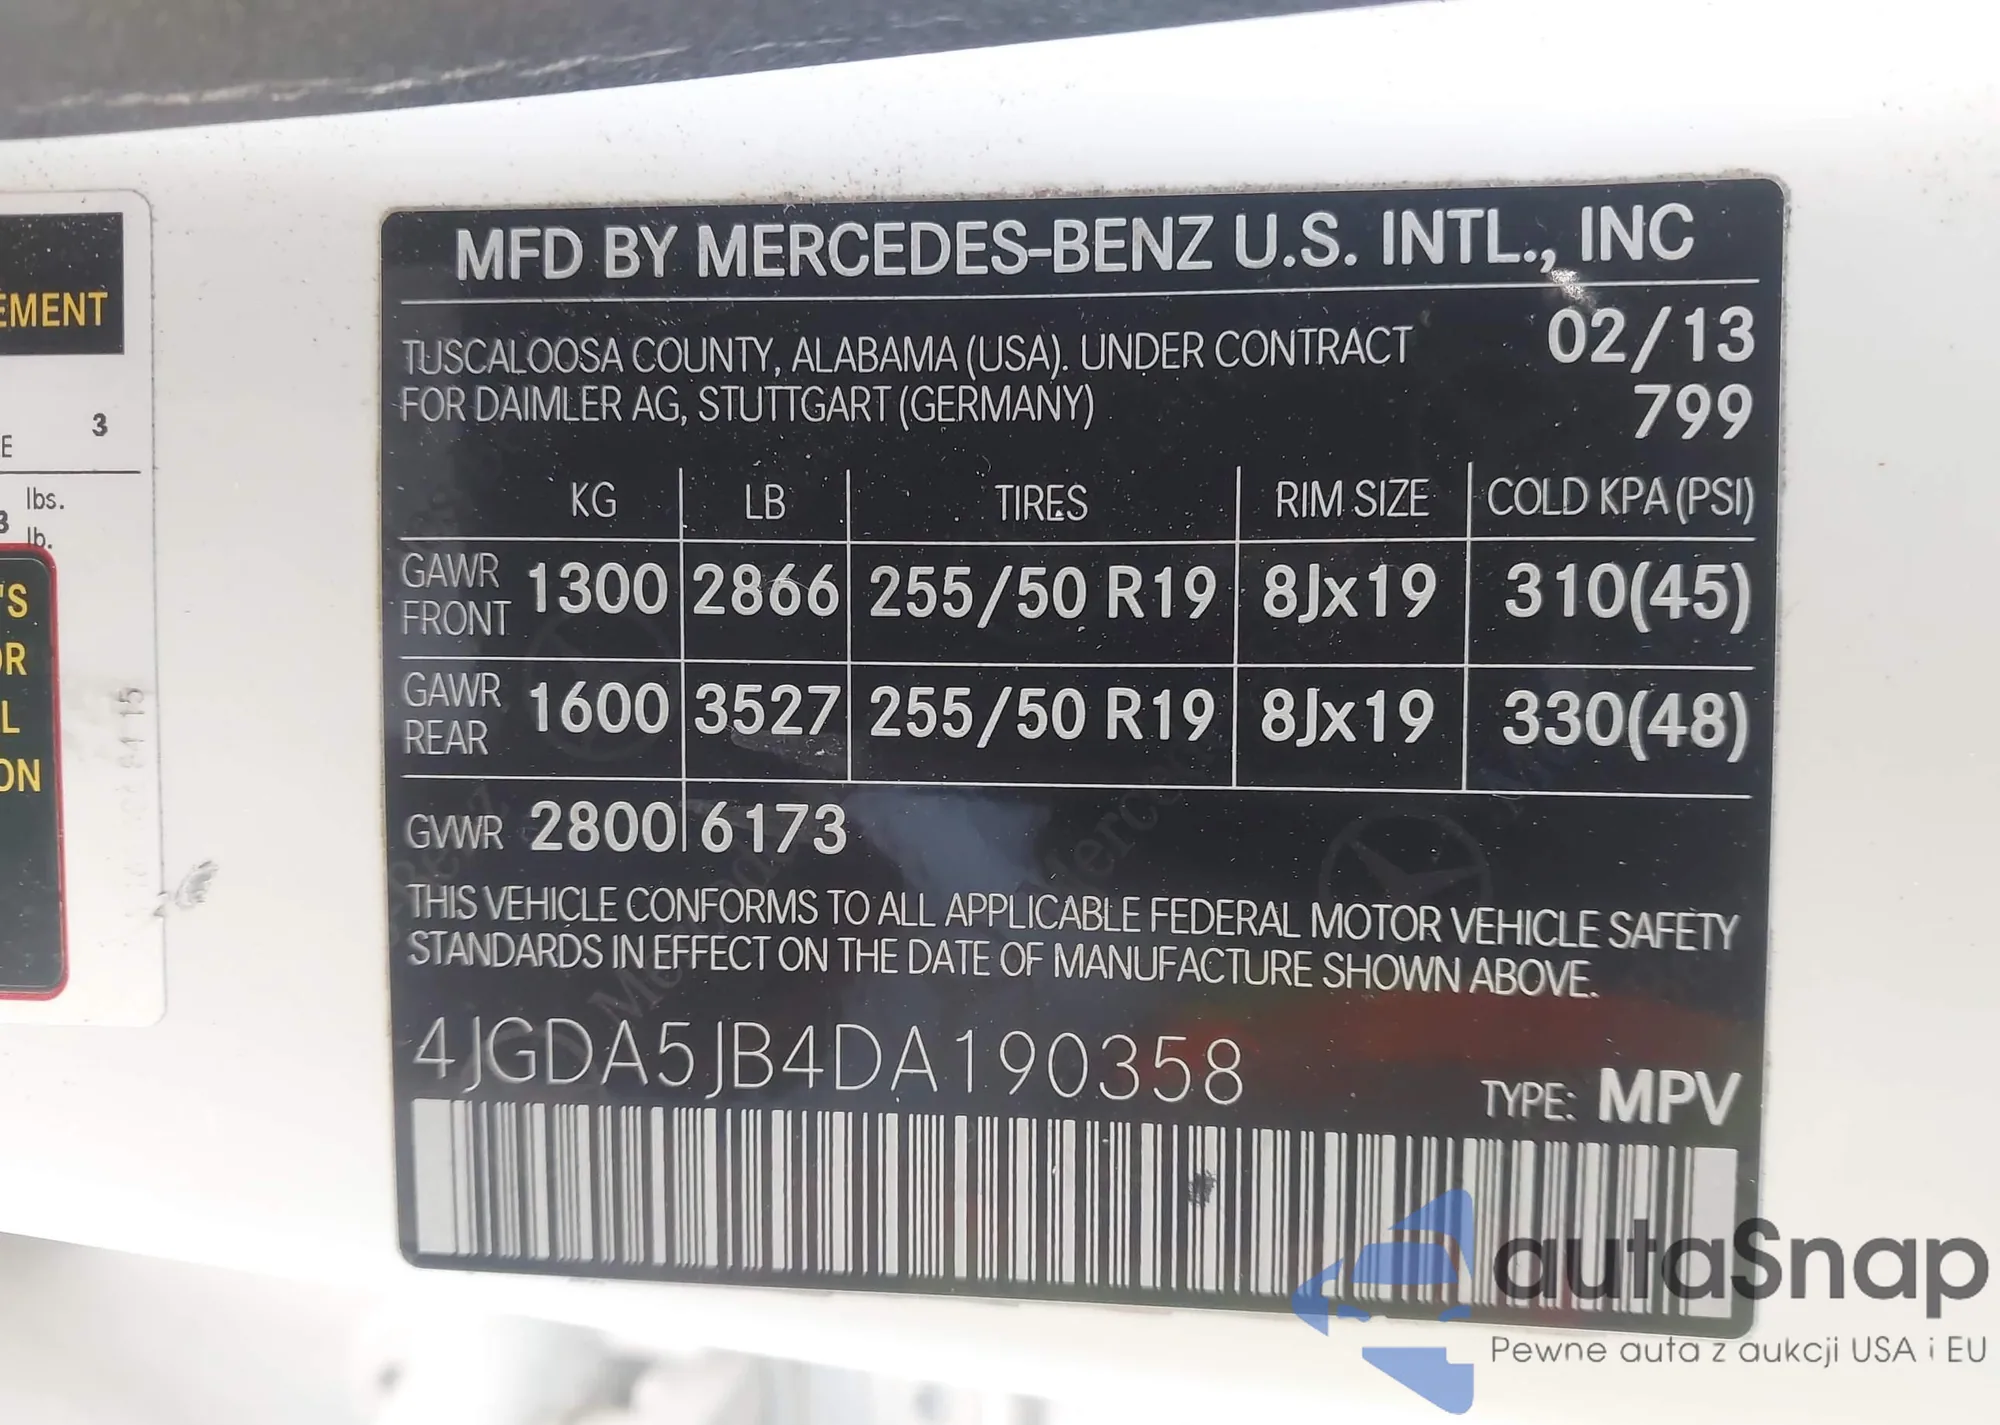 EMENT
3
E
lbs.
lb.
'S
OR
L
ON
MFD BY MERCEDES-BENZ U.S. INTL., INC
TUSCALOOSA COUNTY, ALABAMA (USA). UNDER CONTRACT
FOR DAIMLER AG, STUTTGART (GERMANY)
02/13
799
KG LB TIRES RIM SIZE COLD KPA (PSI)
GAWR FRONT 1300 2866 255/50 R19 8Jx19 310(45)
GAWR REAR 1600 3527 255/50 R19 8Jx19 330(48)
GVWR 2800 6173
THIS VEHICLE CONFORMS TO ALL APPLICABLE FEDERAL MOTOR VEHICLE SAFETY
STANDARDS IN EFFECT ON THE DATE OF MANUFACTURE SHOWN ABOVE.
4JGDA5JB4DA190358
TYPE: MPV
autaSnap
Pewne auta z aukcji USA i EU